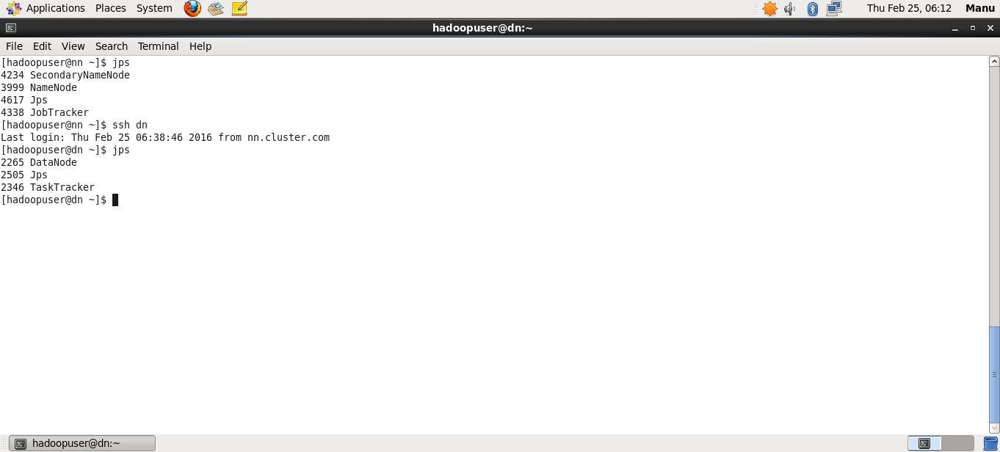 Applications Places System Thu Feb 25, 06:12 Manu
hadoopuser@dn:~
File Edit View Search Terminal Help
[hadoopuser@nn ~]$ jps
4234 SecondaryNameNode
3999 NameNode
4617 Jps
4338 JobTracker
[hadoopuser@nn ~]$ ssh dn
Last login: Thu Feb 25 06:38:46 2016 from nn.cluster.com
[hadoopuser@dn ~]$ jps
2265 DataNode
2505 Jps
2346 TaskTracker
[hadoopuser@dn ~]$
hadoopuser@dn:~